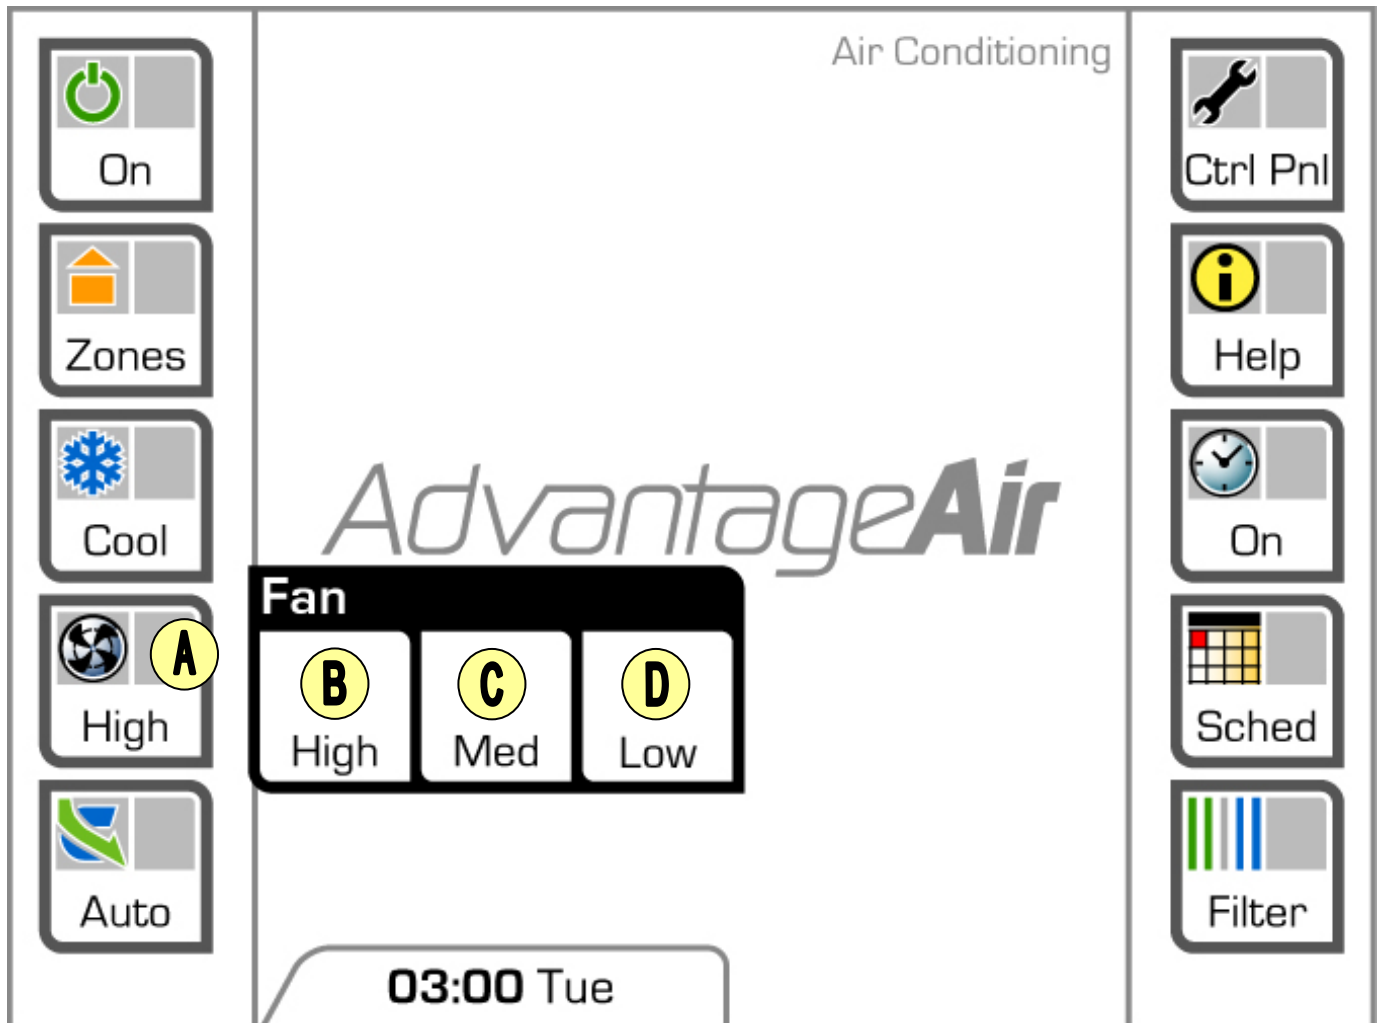 Air Conditioning
On
Zones
Cool
High
Auto
AdvantageAir
Fan
A
B
C
D
High
Med
Low
03:00 Tue
Ctrl Pnl
Help
On
Sched
Filter